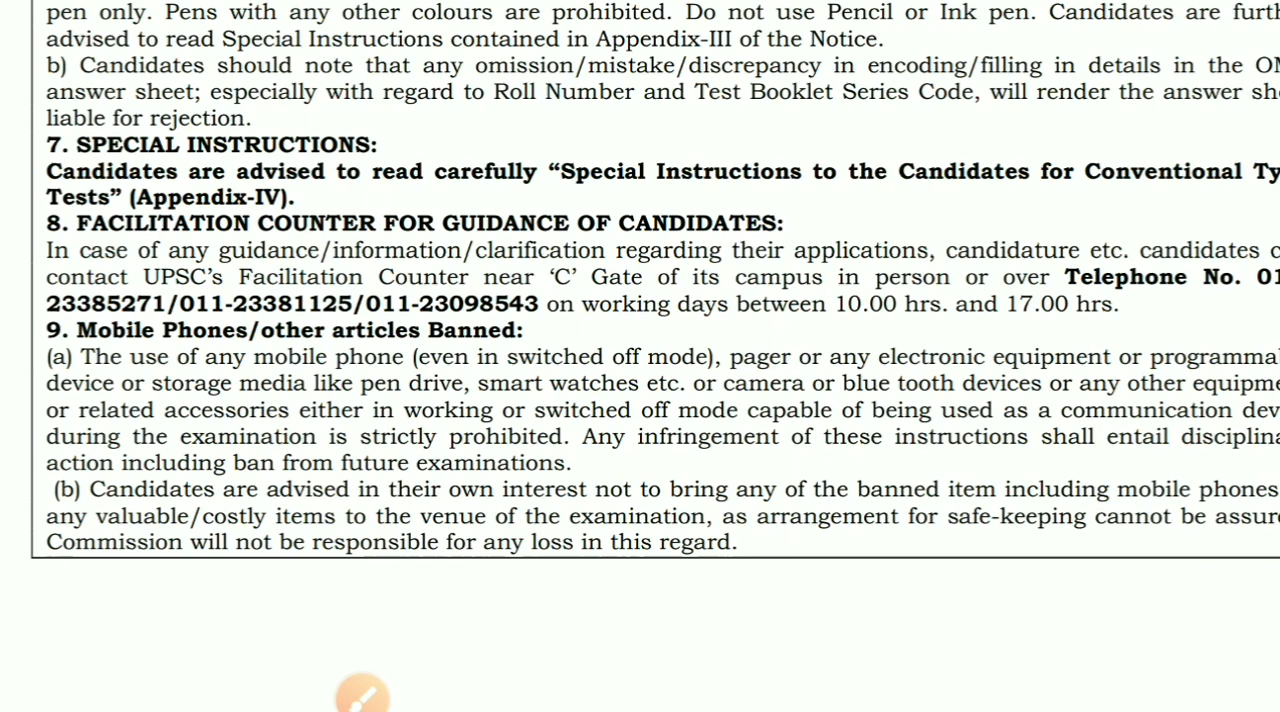 pen only. Pens with any other colours are prohibited. Do not use Pencil or Ink pen. Candidates are
advised to read Special Instructions contained in Appendix-III of the Notice.
b) Candidates should note that any omission/mistake/discrepancy in encoding/filling in details in the
answer sheet; especially with regard to Roll Number and Test Booklet Series Code, will render the answer
liable for rejection.
7. SPECIAL INSTRUCTIONS:
Candidates are advised to read carefully “Special Instructions to the Candidates for Conventional
Tests” (Appendix-IV).
8. FACILITATION COUNTER FOR GUIDANCE OF CANDIDATES:
In case of any guidance/information/clarification regarding their applications, candidature etc. candidates
contact UPSC’s Facilitation Counter near ‘C’ Gate of its campus in person or over Telephone No.
23385271/011-23381125/011-23098543 on working days between 10.00 hrs. and 17.00 hrs.
9. Mobile Phones/other articles Banned:
(a) The use of any mobile phone (even in switched off mode), pager or any electronic equipment or
device or storage media like pen drive, smart watches etc. or camera or blue tooth devices or any other
or related accessories either in working or switched off mode capable of being used as a communication
during the examination is strictly prohibited. Any infringement of these instructions shall entail
action including ban from future examinations.
(b) Candidates are advised in their own interest not to bring any of the banned item including mobile phones
any valuable/costly items to the venue of the examination, as arrangement for safe-keeping cannot be
Commission will not be responsible for any loss in this regard.